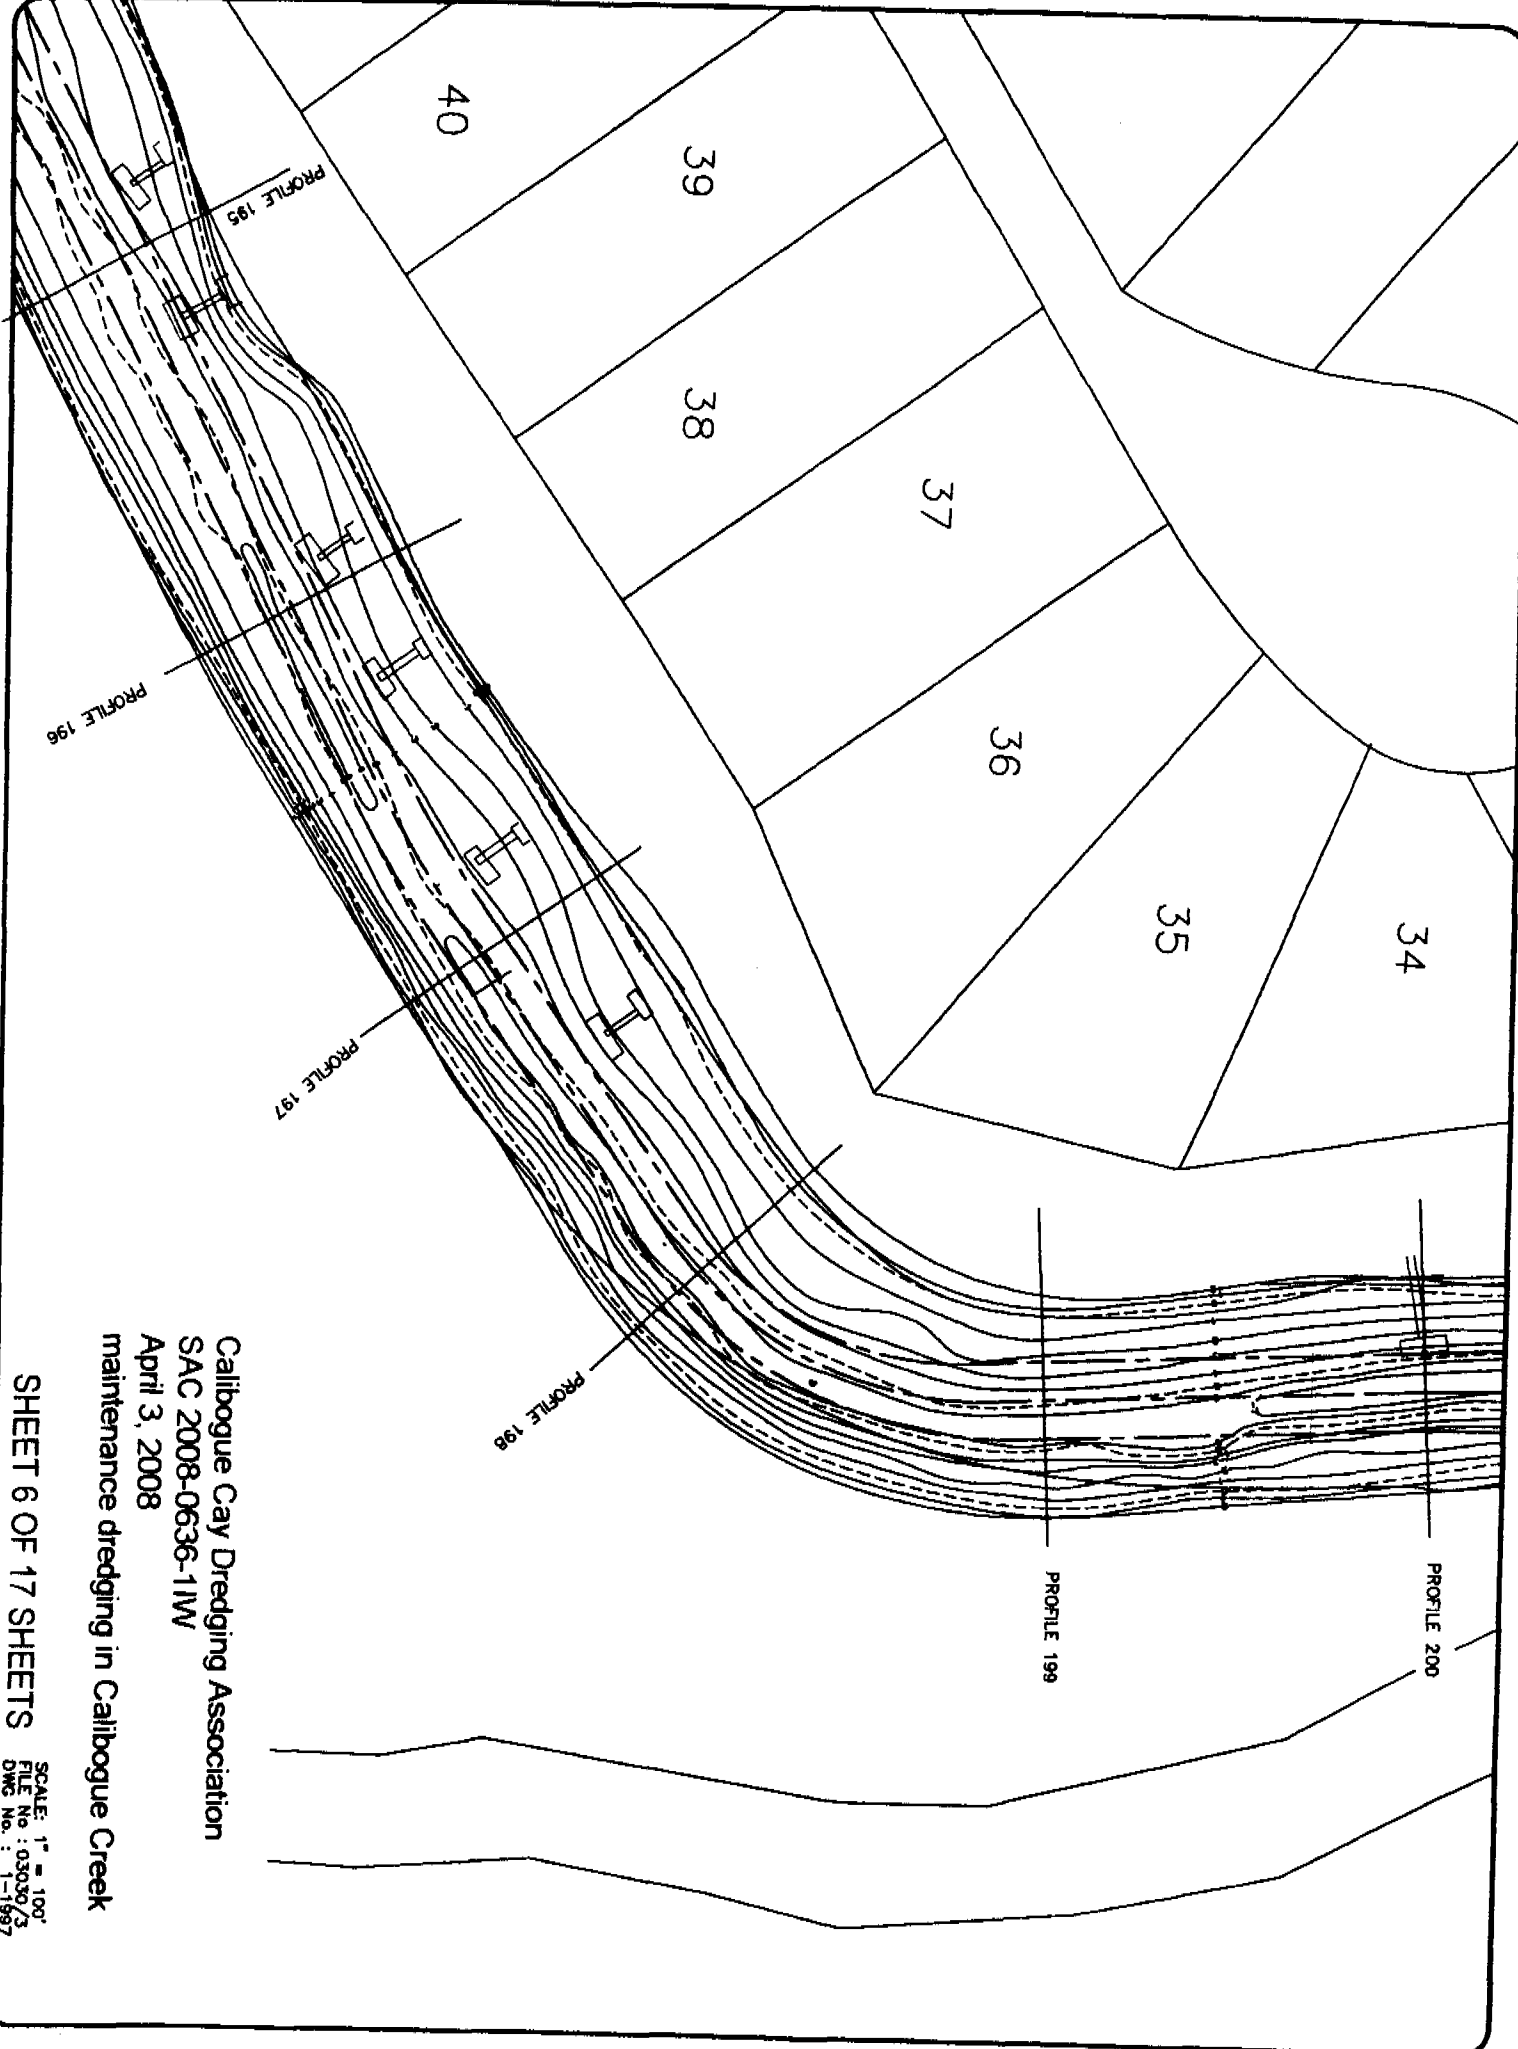 40
39
38
37
36
35
34
PROFILE 195
PROFILE 196
PROFILE 197
PROFILE 198
PROFILE 199
PROFILE 200
Calibogue Cay Dredging Association
SAC 2008-0636-1IW
April 3, 2008
maintenance dredging in Calibogue Creek
SHEET 6 OF 17 SHEETS
SCALE: 1" = 100'
FILE No : 03030/3
DWG No. : 1-1997